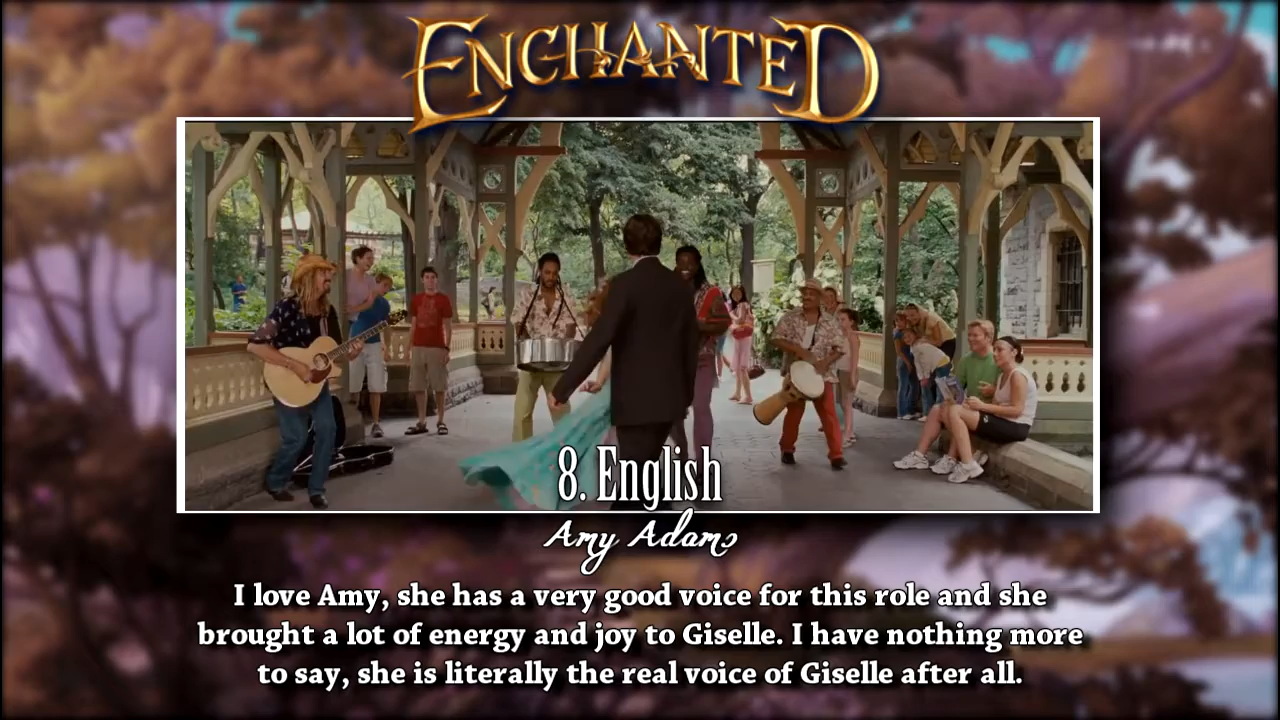 ENCHANTED
8. English
Amy Adams
I love Amy, she has a very good voice for this role and she
brought a lot of energy and joy to Giselle. I have nothing more
to say, she is literally the real voice of Giselle after all.